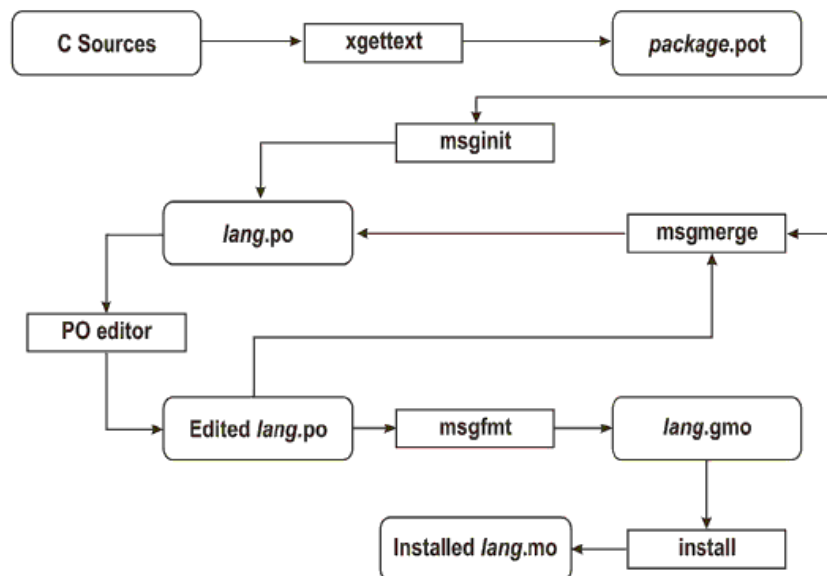 C Sources
xgettext
package.pot
msginit
lang.po
msgmerge
PO editor
Edited lang.po
msgfmt
lang.gmo
Installed lang.mo
install